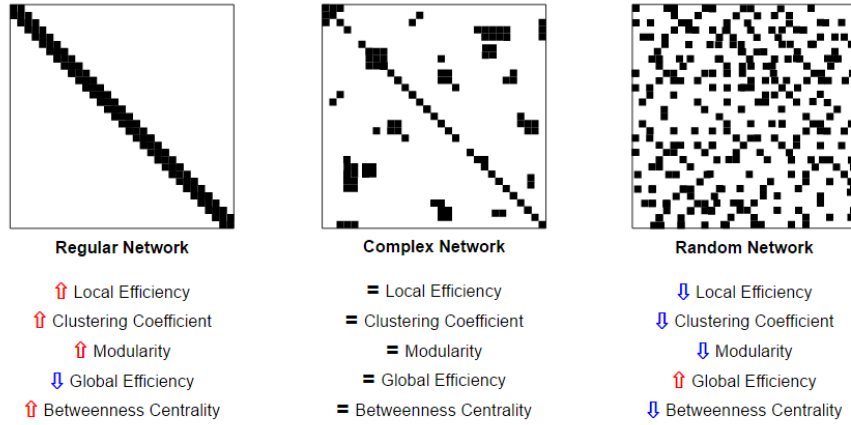 Regular Network
⇧ Local Efficiency
⇧ Clustering Coefficient
⇧ Modularity
⇩ Global Efficiency
⇧ Betweenness Centrality
Complex Network
= Local Efficiency
= Clustering Coefficient
= Modularity
= Global Efficiency
= Betweenness Centrality
Random Network
⇩ Local Efficiency
⇩ Clustering Coefficient
⇩ Modularity
⇧ Global Efficiency
⇩ Betweenness Centrality